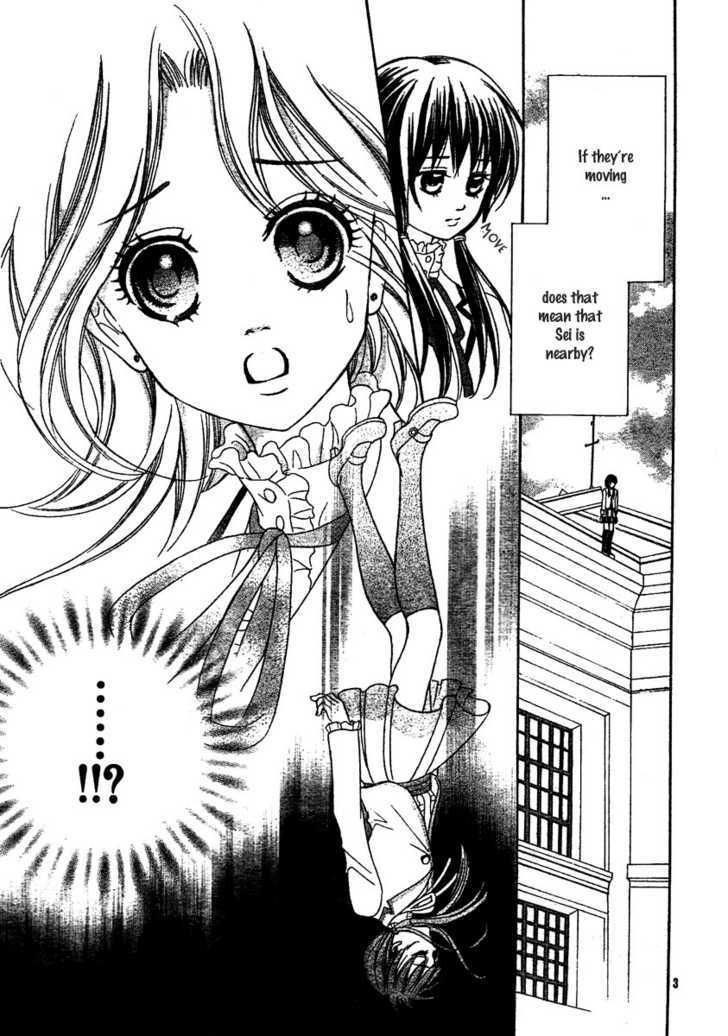 If they're
moving
...
does that
mean that
Sei is
nearby?
MOVE
......
!!?
3